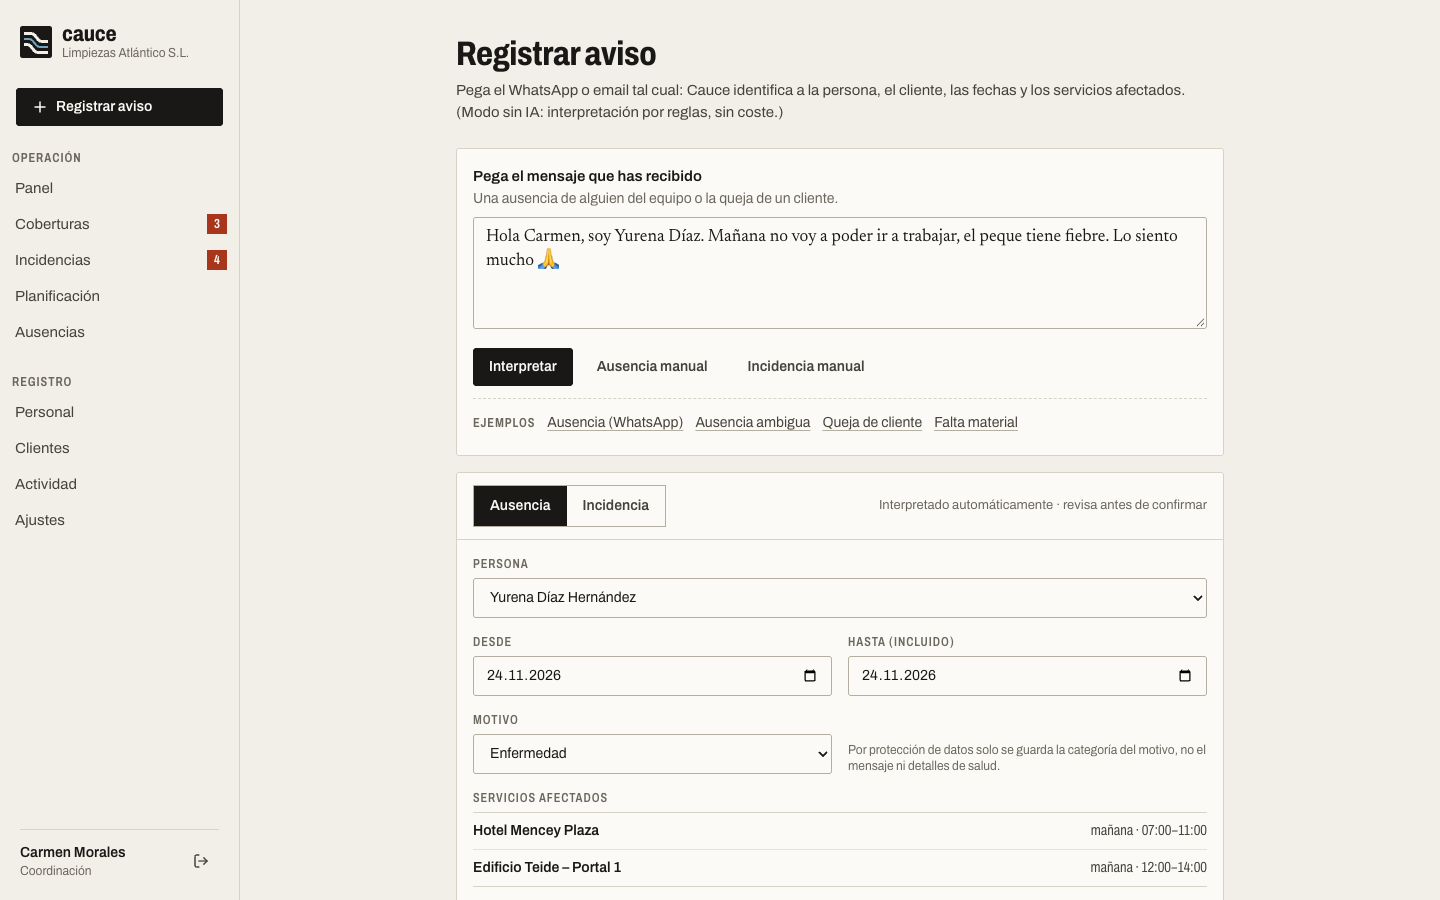 cauce
Limpiezas Atlántico S.L.
Registrar aviso
OPERACIÓN
Panel
Coberturas 3
Incidencias 4
Planificación
Ausencias
REGISTRO
Personal
Clientes
Actividad
Ajustes
Carmen Morales
Coordinación
Registrar aviso
Pega el WhatsApp o email tal cual: Cauce identifica a la persona, el cliente, las fechas y los servicios afectados.
(Modo sin IA: interpretación por reglas, sin coste.)
Pega el mensaje que has recibido
Una ausencia de alguien del equipo o la queja de un cliente.
Hola Carmen, soy Yurena Díaz. Mañana no voy a poder ir a trabajar, el peque tiene fiebre. Lo siento
mucho 🙏
Interpretar Ausencia manual Incidencia manual
EJEMPLOS Ausencia (WhatsApp) Ausencia ambigua Queja de cliente Falta material
Ausencia Incidencia Interpretado automáticamente · revisa antes de confirmar
PERSONA
Yurena Díaz Hernández
DESDE HASTA (INCLUIDO)
24.11.2026 24.11.2026
MOTIVO
Enfermedad
Por protección de datos solo se guarda la categoría del motivo, no el
mensaje ni detalles de salud.
SERVICIOS AFECTADOS
Hotel Mencey Plaza mañana · 07:00–11:00
Edificio Teide – Portal 1 mañana · 12:00–14:00